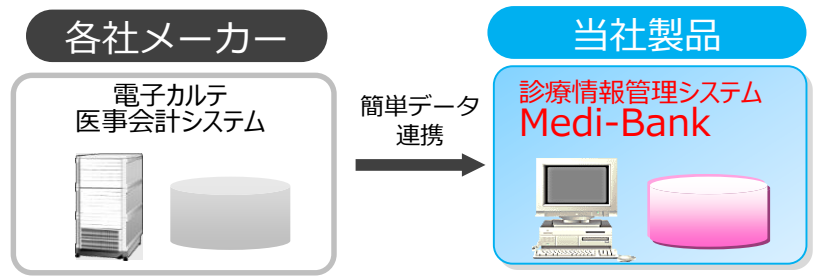 各社メーカー
電子カルテ
医事会計システム
簡単データ
連携
当社製品
診療情報管理システム
Medi-Bank